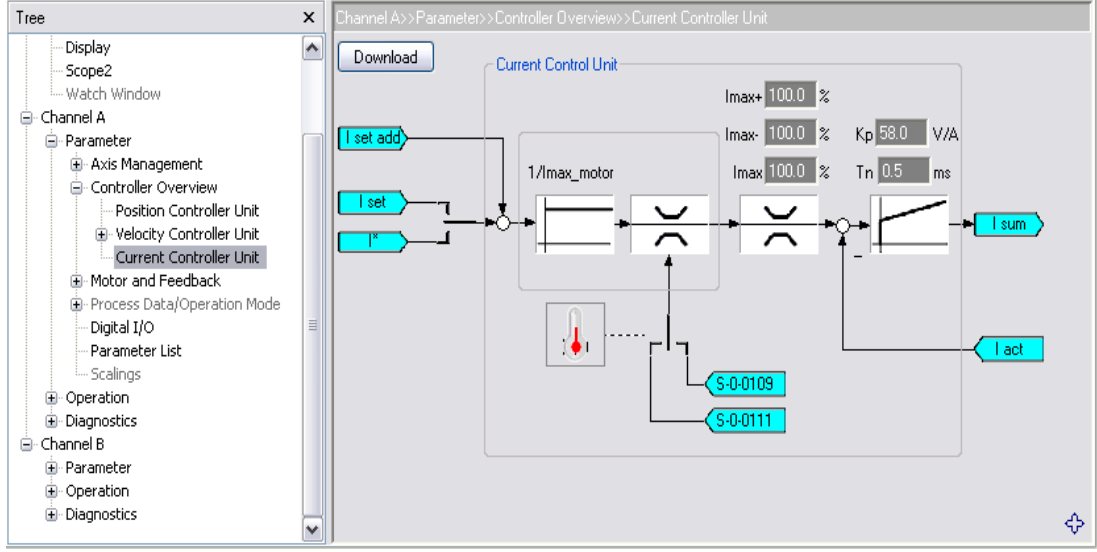 Tree
Display
Scope2
Watch Window
Channel A
Parameter
Axis Management
Controller Overview
Position Controller Unit
Velocity Controller Unit
Current Controller Unit
Motor and Feedback
Process Data/Operation Mode
Digital I/O
Parameter List
Scalings
Operation
Diagnostics
Channel B
Parameter
Operation
Diagnostics
Channel A>>Parameter>>Controller Overview>>Current Controller Unit
Download
Current Control Unit
Imax+ 100.0 %
I set add
Imax- 100.0 % Kp 58.0 V/A
1/Imax_motor
Imax 100.0 % Tn 0.5 ms
I set
I*
I sum
I act
S-0-0109
S-0-0111